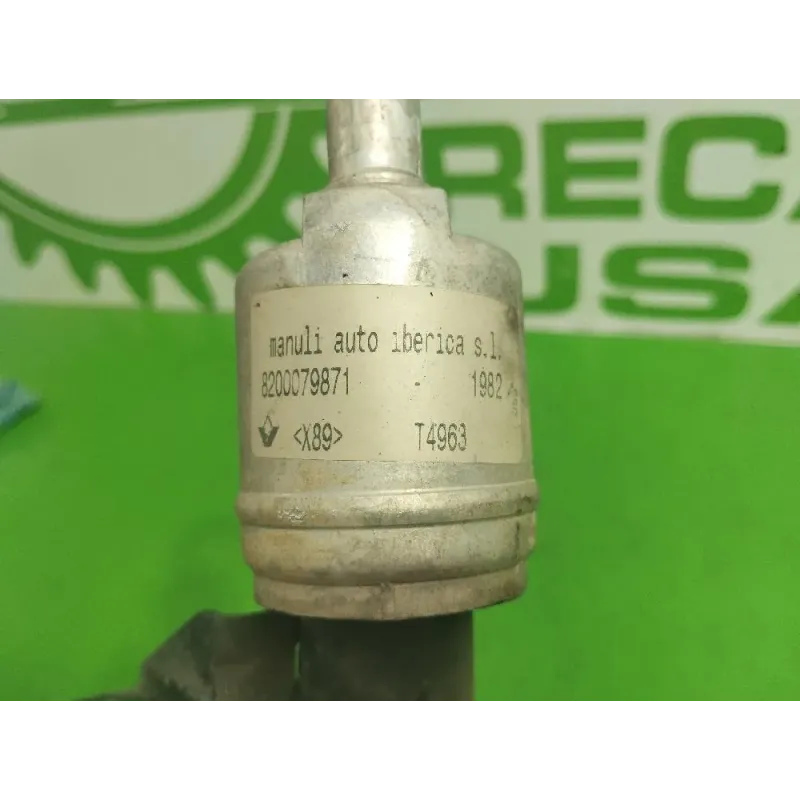 RECA
USA
manuli auto iberica s.l.
8200079871 - 1982
<X89> T4963